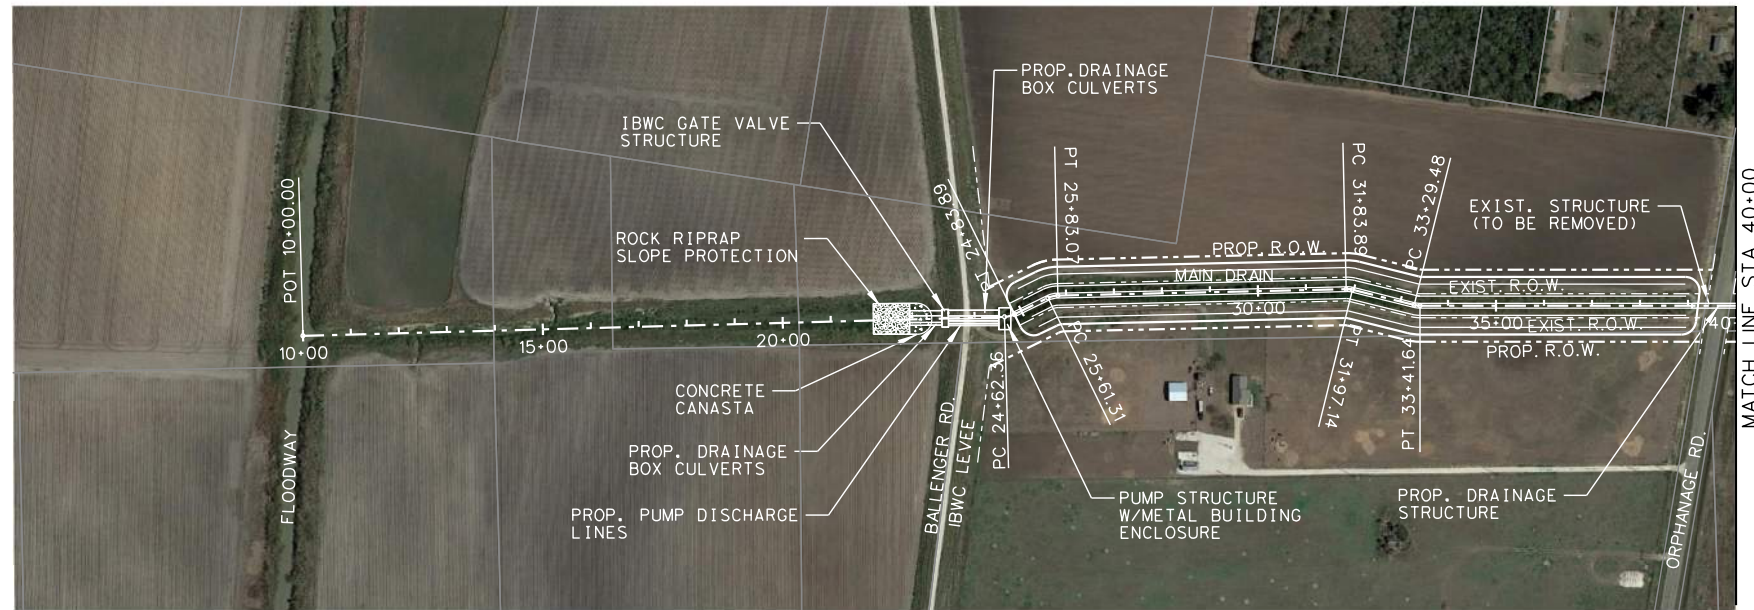 PROP. DRAINAGE
BOX CULVERTS
IBWC GATE VALVE
STRUCTURE
ROCK RIPRAP
SLOPE PROTECTION
POT 10+00.00
10+00
15+00
20+00
FLOODWAY
CONCRETE
CANASTA
PROP. DRAINAGE
BOX CULVERTS
PROP. PUMP DISCHARGE
LINES
BALLENGER RD.
IBWC LEVEE
PT 24+83.89
PC 24+62.36
PT 25+83.07
PC 25+61.31
PROP. R.O.W.
MAIN DRAIN
30+00
PC 31+83.89
PT 31+97.14
PC 33+29.48
PT 33+41.64
EXIST. STRUCTURE
(TO BE REMOVED)
EXIST. R.O.W.
35+00
EXIST. R.O.W.
PROP. R.O.W.
PUMP STRUCTURE
W/METAL BUILDING
ENCLOSURE
PROP. DRAINAGE
STRUCTURE
ORPHANAGE RD.
MATCH LINE STA 40+00